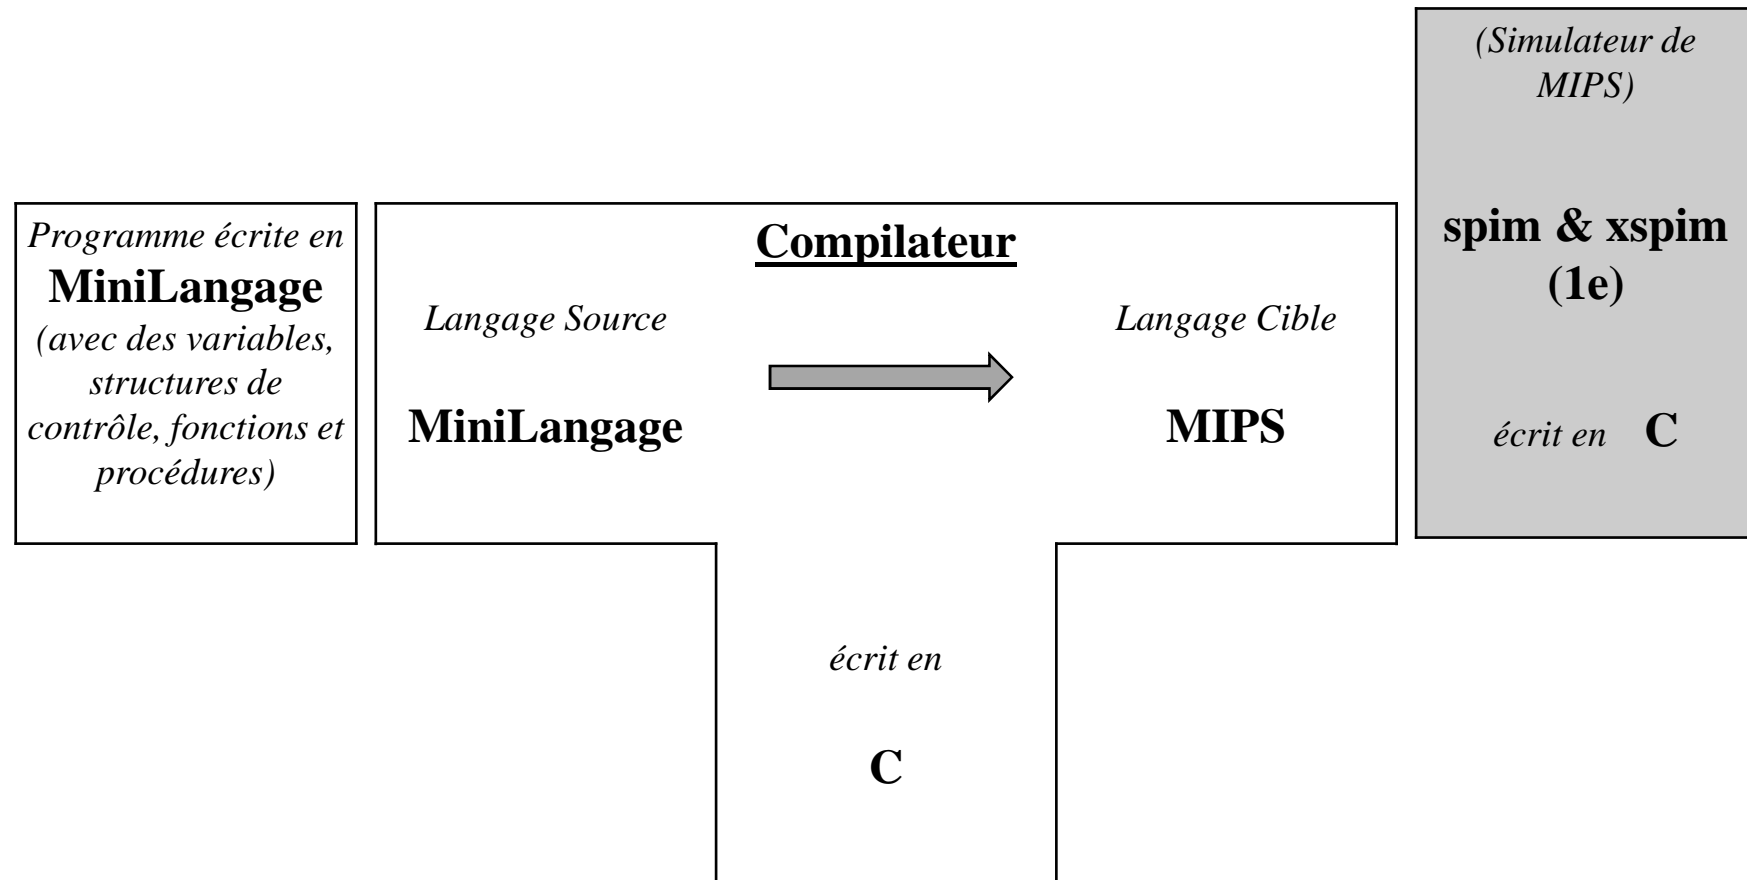 Programme écrite en
MiniLangage
(avec des variables,
structures de
contrôle, fonctions et
procédures)
Compilateur
Langage Source
Langage Cible
MiniLangage
MIPS
écrit en
C
(Simulateur de
MIPS)
spim & xspim
(1e)
écrit en C